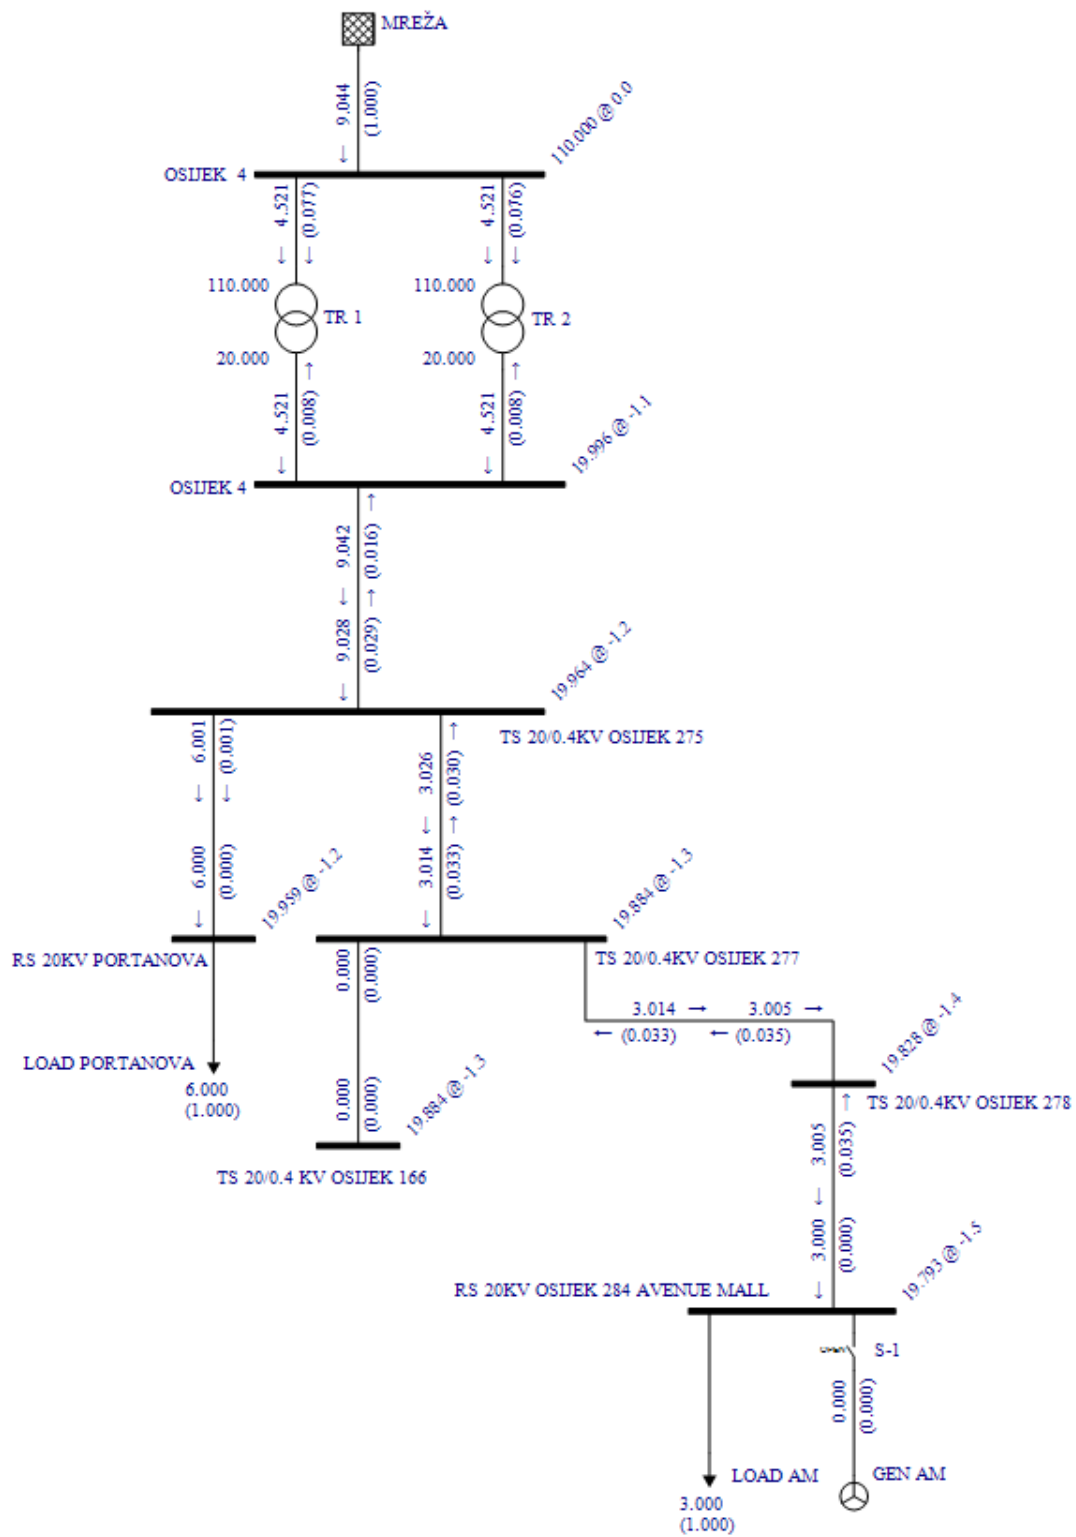 MREŽA
9.044
(1.000)
110.000 @ 0.0
OSIJEK 4
4.521
(0.077)
4.521
(0.076)
110.000
TR 1
20.000
110.000
TR 2
20.000
4.521
(0.008)
4.521
(0.008)
19.996 @ -1.1
OSIJEK 4
9.042
(0.016)
9.028
(0.029)
19.964 @ -1.2
TS 20/0.4KV OSIJEK 275
6.001
(0.001)
3.026
(0.030)
6.000
(0.000)
3.014
(0.033)
19.959 @ -1.2
19.884 @ -1.3
RS 20KV PORTANOVA
TS 20/0.4KV OSIJEK 277
0.000
(0.000)
3.014
3.005
(0.033)
(0.035)
19.828 @ -1.4
LOAD PORTANOVA
6.000
(1.000)
0.000
(0.000)
19.884 @ -1.3
TS 20/0.4KV OSIJEK 278
TS 20/0.4 KV OSIJEK 166
3.005
(0.035)
3.000
(0.000)
19.793 @ -1.5
RS 20KV OSIJEK 284 AVENUE MALL
OPEN
S-1
0.000
(0.000)
LOAD AM
GEN AM
3.000
(1.000)